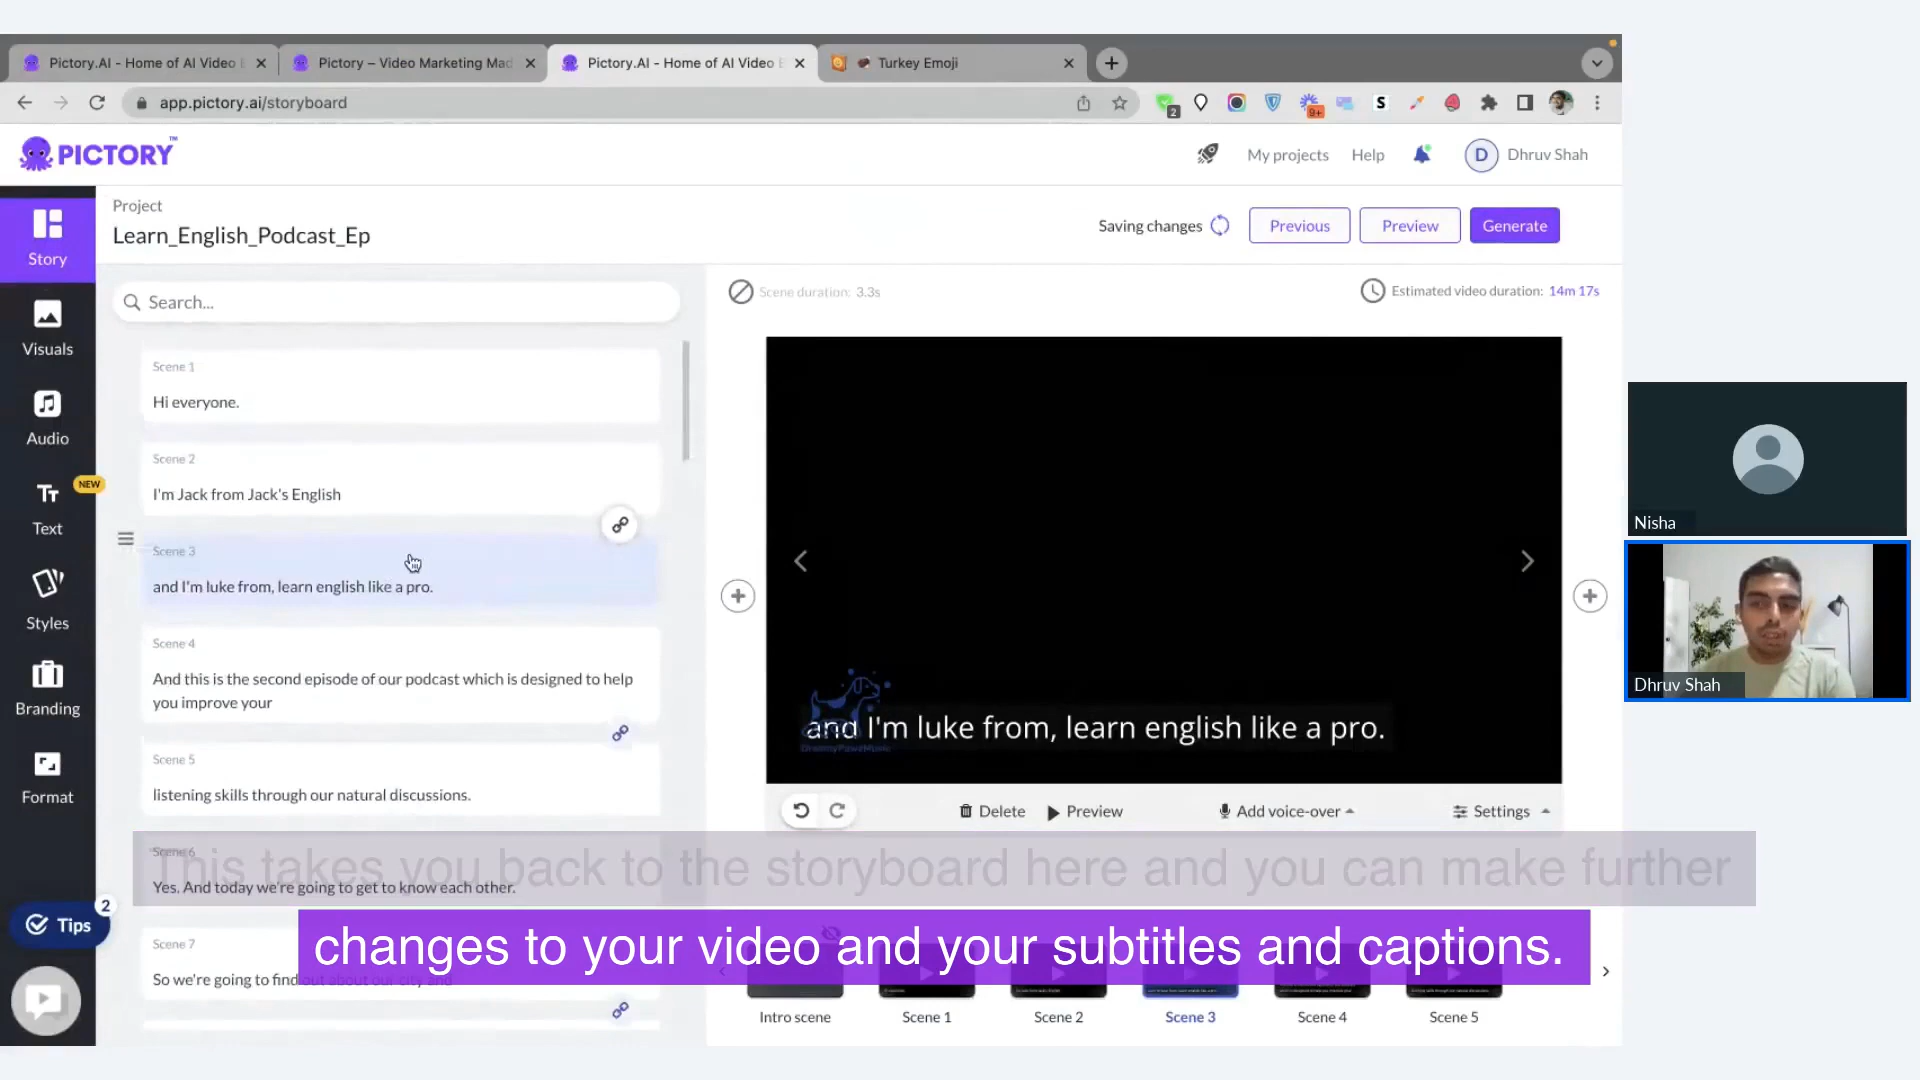 Pictory.AI - Home of AI Video E
Pictory – Video Marketing Mad
Pictory.AI - Home of AI Video E
Turkey Emoji
app.pictory.ai/storyboard
2
9+
S
PICTORY™
My projects
Help
D
Dhruv Shah
Story
Visuals
Audio
NEW
Text
Styles
Branding
Format
2
Tips
Project
Learn_English_Podcast_Ep
Saving changes
Previous
Preview
Generate
Search...
Scene duration: 3.3s
Estimated video duration: 14m 17s
Scene 1
Hi everyone.
Scene 2
I'm Jack from Jack's English
Scene 3
and I'm luke from, learn english like a pro.
Scene 4
And this is the second episode of our podcast which is designed to help
you improve your
Scene 5
listening skills through our natural discussions.
Scene 6
Yes. And today we're going to get to know each other.
Scene 7
So we're going to find out about our city and
and I'm luke from, learn english like a pro.
Delete
Preview
Add voice-over
Settings
This takes you back to the storyboard here and you can make further
changes to your video and your subtitles and captions.
Intro scene
Scene 1
Scene 2
Scene 3
Scene 4
Scene 5
Nisha
Dhruv Shah